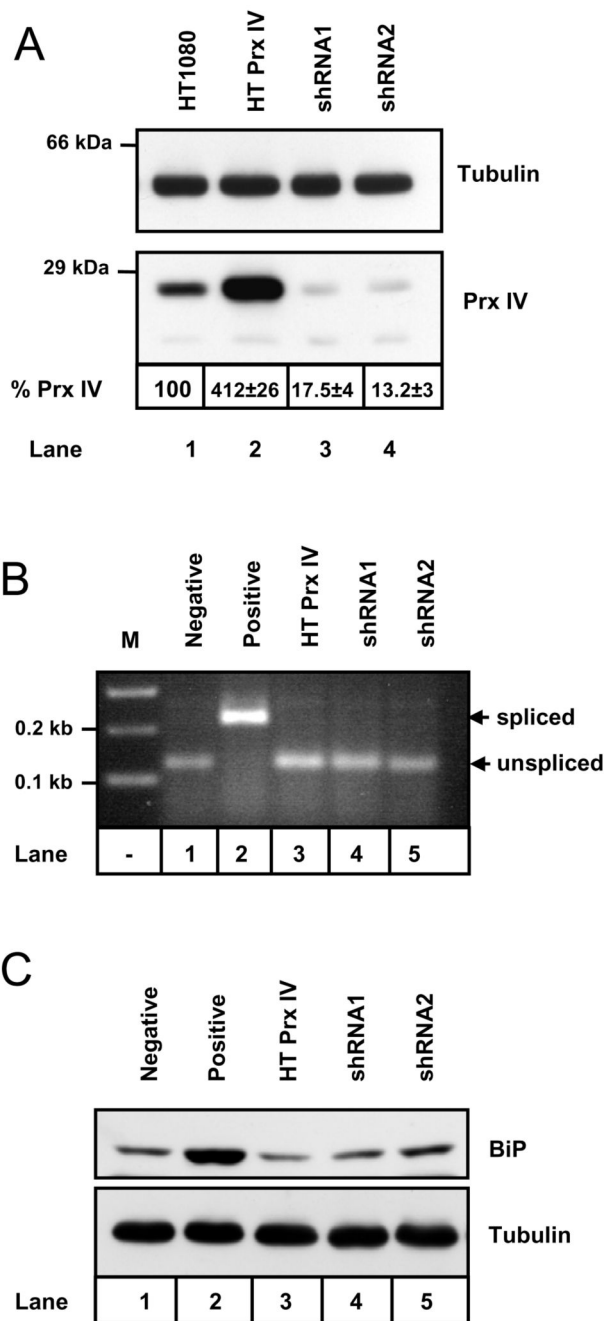 A
HT1080
HT Prx IV
shRNA1
shRNA2
66 kDa
Tubulin
29 kDa
Prx IV
% Prx IV 100 412±26 17.5±4 13.2±3
Lane 1 2 3 4
B
M
Negative
Positive
HT Prx IV
shRNA1
shRNA2
spliced
0.2 kb
unspliced
0.1 kb
Lane - 1 2 3 4 5
C
Negative
Positive
HT Prx IV
shRNA1
shRNA2
BiP
Tubulin
Lane 1 2 3 4 5